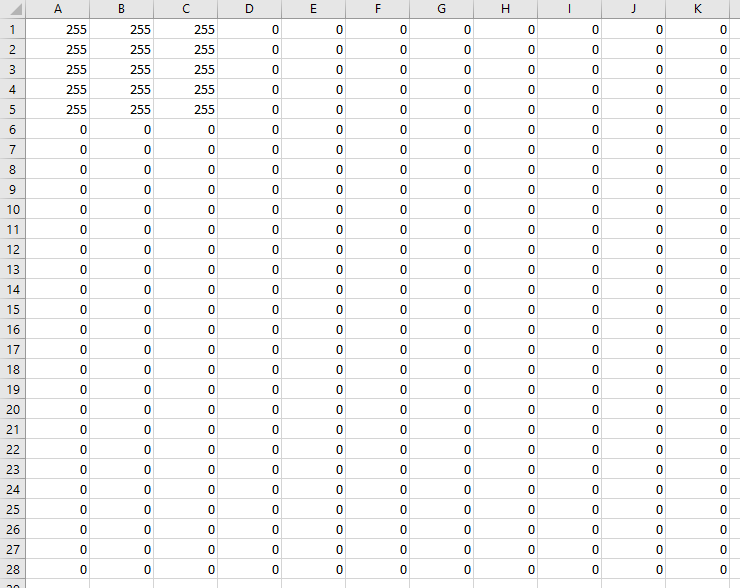 A B C D E F G H I J K
1 255 255 255 0 0 0 0 0 0 0 0
2 255 255 255 0 0 0 0 0 0 0 0
3 255 255 255 0 0 0 0 0 0 0 0
4 255 255 255 0 0 0 0 0 0 0 0
5 255 255 255 0 0 0 0 0 0 0 0
6 0 0 0 0 0 0 0 0 0 0 0
7 0 0 0 0 0 0 0 0 0 0 0
8 0 0 0 0 0 0 0 0 0 0 0
9 0 0 0 0 0 0 0 0 0 0 0
10 0 0 0 0 0 0 0 0 0 0 0
11 0 0 0 0 0 0 0 0 0 0 0
12 0 0 0 0 0 0 0 0 0 0 0
13 0 0 0 0 0 0 0 0 0 0 0
14 0 0 0 0 0 0 0 0 0 0 0
15 0 0 0 0 0 0 0 0 0 0 0
16 0 0 0 0 0 0 0 0 0 0 0
17 0 0 0 0 0 0 0 0 0 0 0
18 0 0 0 0 0 0 0 0 0 0 0
19 0 0 0 0 0 0 0 0 0 0 0
20 0 0 0 0 0 0 0 0 0 0 0
21 0 0 0 0 0 0 0 0 0 0 0
22 0 0 0 0 0 0 0 0 0 0 0
23 0 0 0 0 0 0 0 0 0 0 0
24 0 0 0 0 0 0 0 0 0 0 0
25 0 0 0 0 0 0 0 0 0 0 0
26 0 0 0 0 0 0 0 0 0 0 0
27 0 0 0 0 0 0 0 0 0 0 0
28 0 0 0 0 0 0 0 0 0 0 0